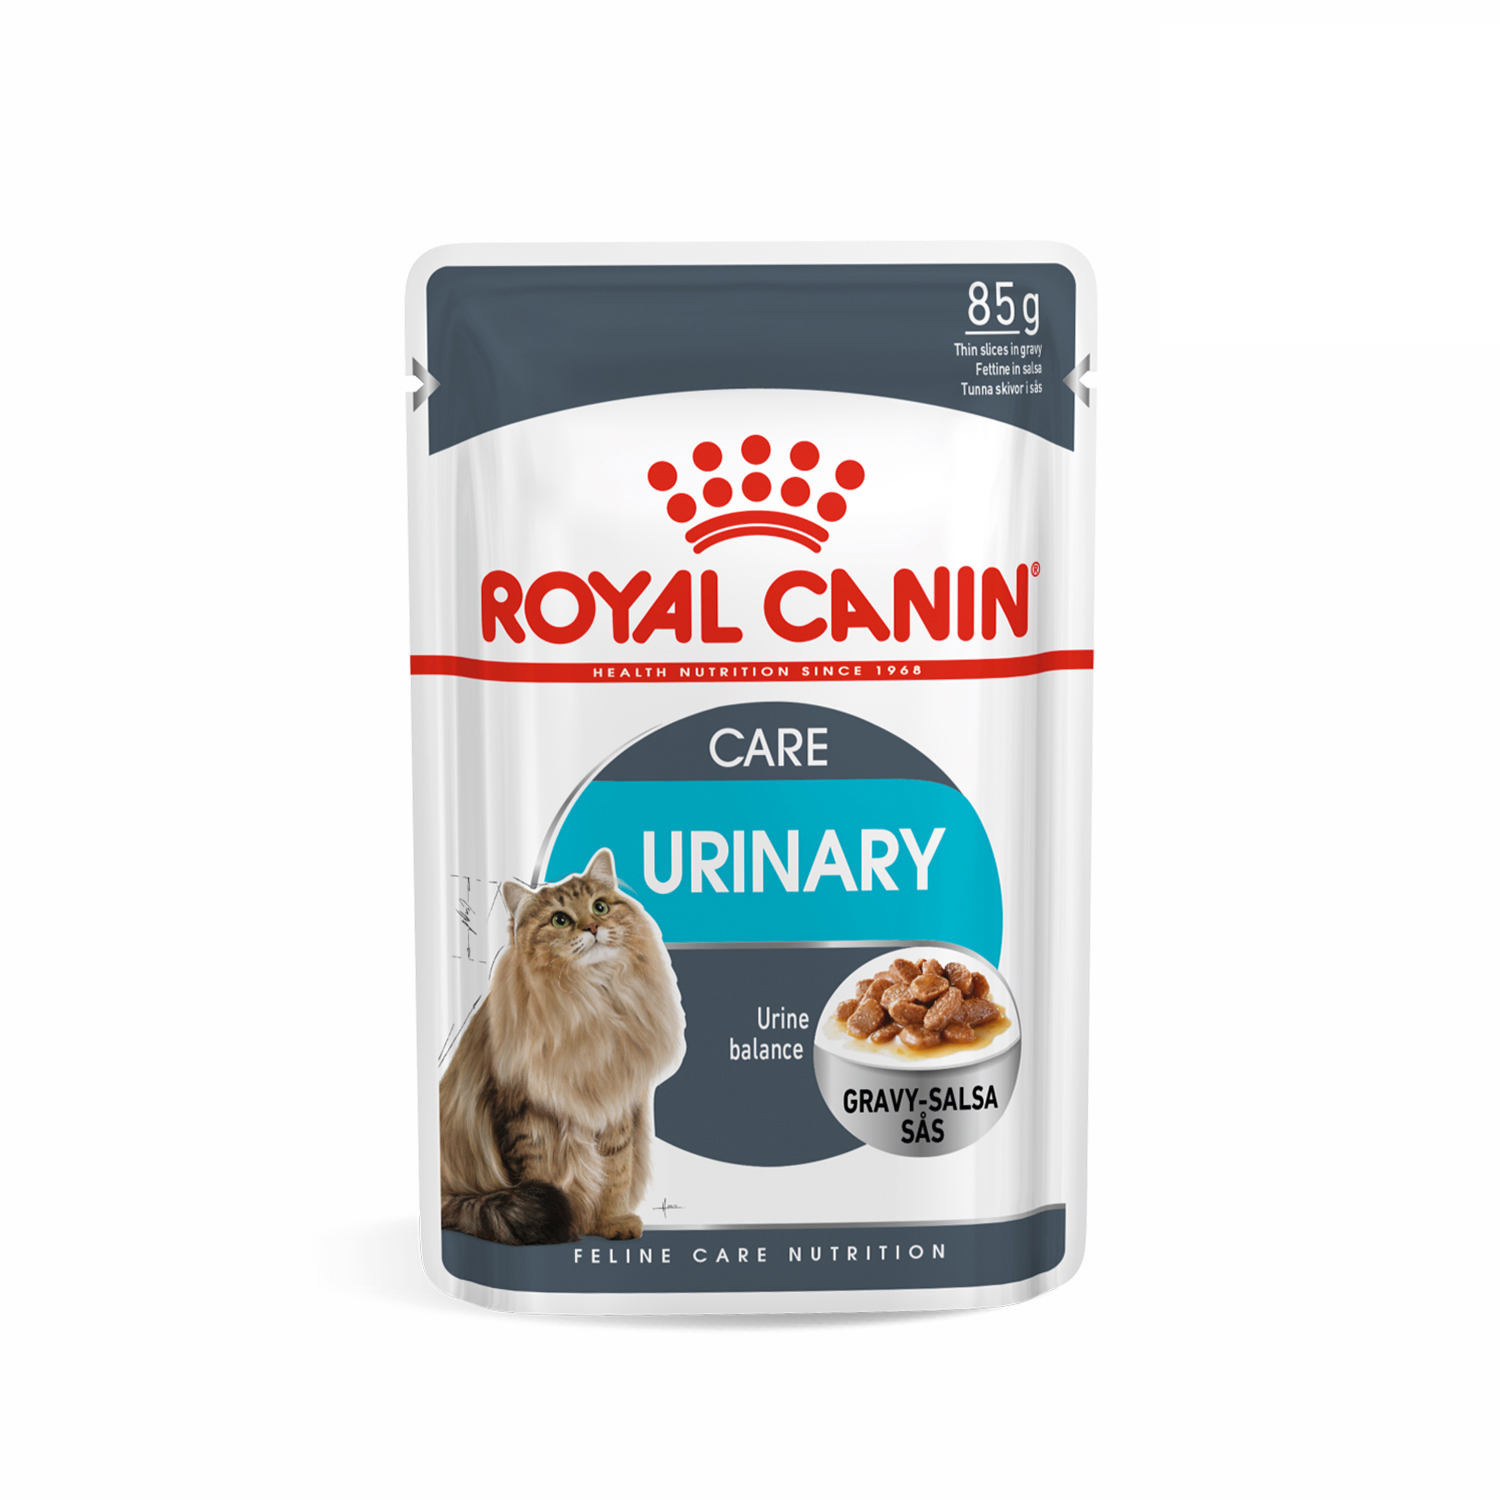 85g
Thin slices in gravy
Fettine in salsa
Tunna skivor i sås
ROYAL CANIN®
HEALTH NUTRITION SINCE 1968
CARE
URINARY
Urine
balance
GRAVY-SALSA
SÅS
FELINE CARE NUTRITION